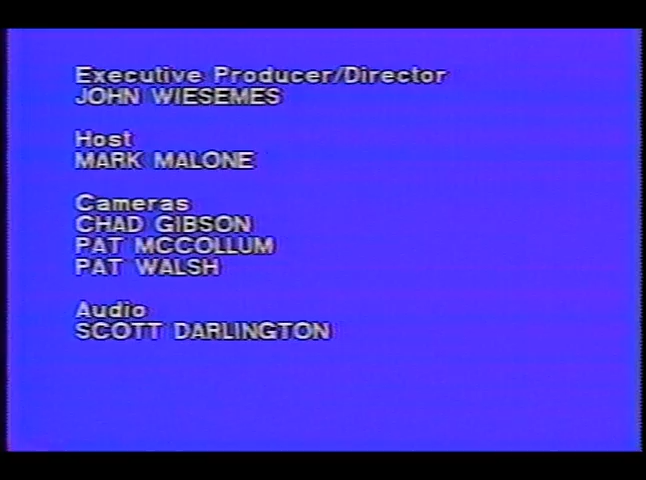 Executive Producer/Director
JOHN WIESEMES
Host
MARK MALONE
Cameras
CHAD GIBSON
PAT MCCOLLUM
PAT WALSH
Audio
SCOTT DARLINGTON